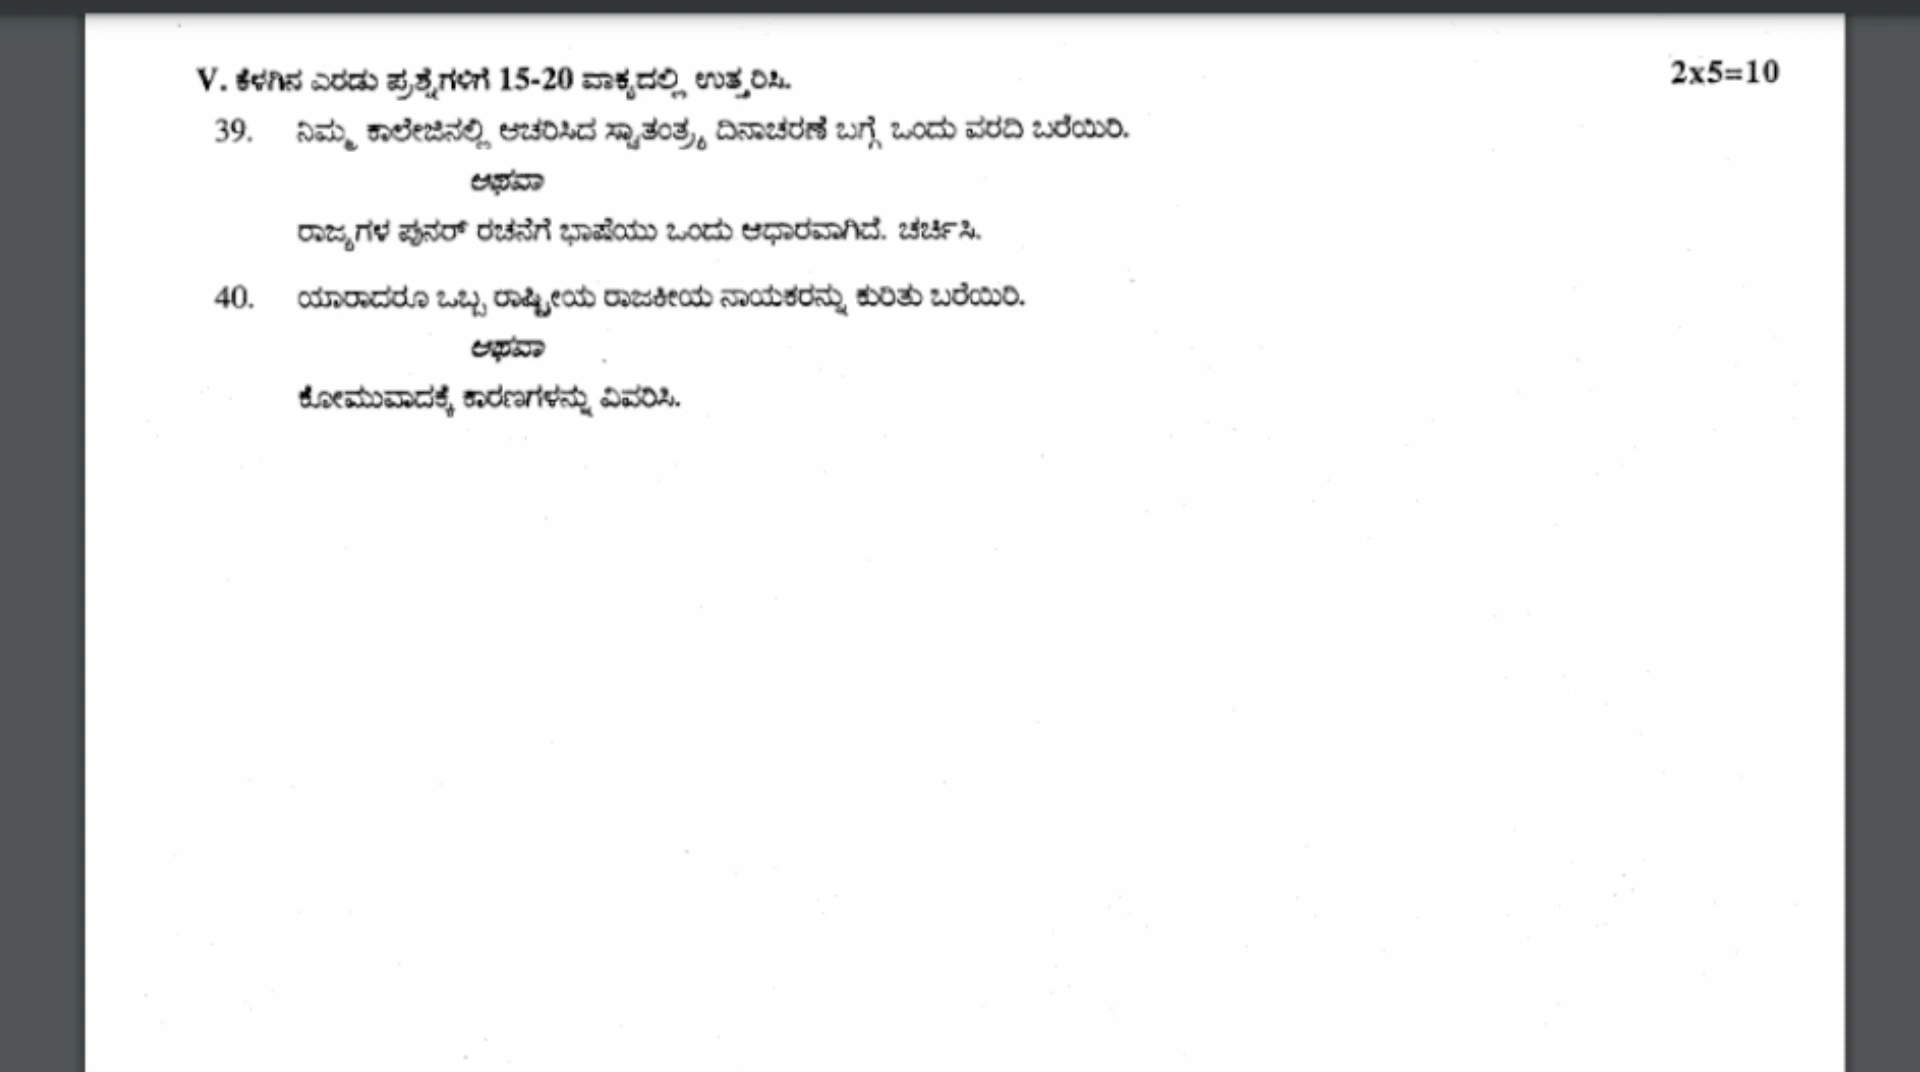 V. ಕೆಳಗಿನ ಎರಡು ಪ್ರಶ್ನೆಗಳಿಗೆ 15-20 ವಾಕ್ಯದಲ್ಲಿ ಉತ್ತರಿಸಿ. 2x5=10
39. ನಿಮ್ಮ ಕಾಲೇಜಿನಲ್ಲಿ ಆಚರಿಸಿದ ಸ್ವಾತಂತ್ರ್ಯ ದಿನಾಚರಣೆ ಬಗ್ಗೆ ಒಂದು ವರದಿ ಬರೆಯಿರಿ.
ಅಥವಾ
ರಾಜ್ಯಗಳ ಪುನರ್ ರಚನೆಗೆ ಭಾಷೆಯು ಒಂದು ಆಧಾರವಾಗಿದೆ. ಚರ್ಚಿಸಿ.
40. ಯಾರಾದರೂ ಒಬ್ಬ ರಾಷ್ಟ್ರೀಯ ರಾಜಕೀಯ ನಾಯಕರನ್ನು ಕುರಿತು ಬರೆಯಿರಿ.
ಅಥವಾ
ಕೋಮುವಾದಕ್ಕೆ ಕಾರಣಗಳನ್ನು ವಿವರಿಸಿ.